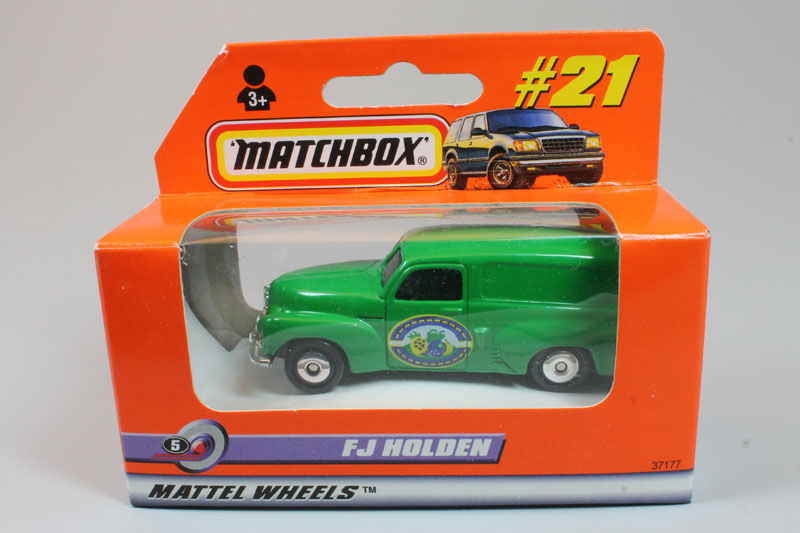 #21
3+
'MATCHBOX'®
5
FJ HOLDEN
37177
MATTEL WHEELS™